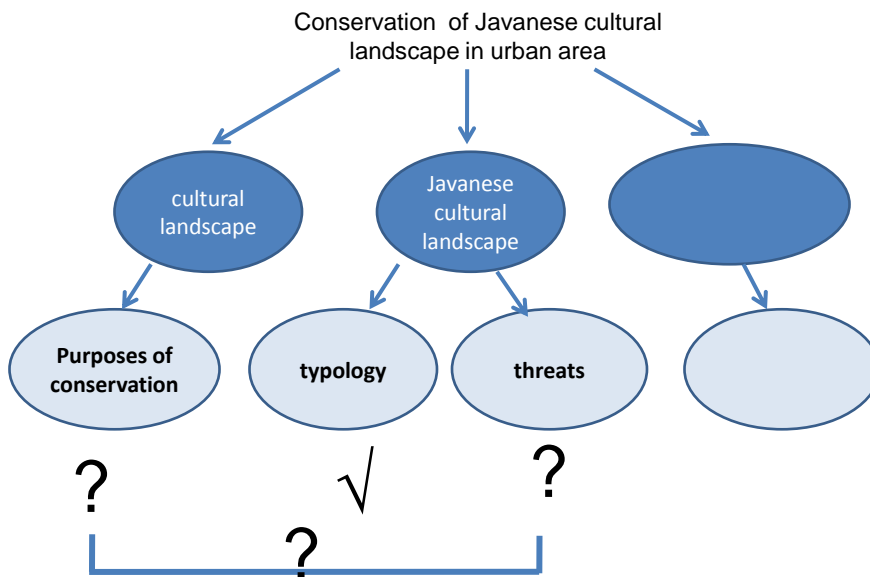 Conservation of Javanese cultural
landscape in urban area
cultural
landscape
Javanese
cultural
landscape
Purposes of
conservation
typology
threats
?
√
?
?